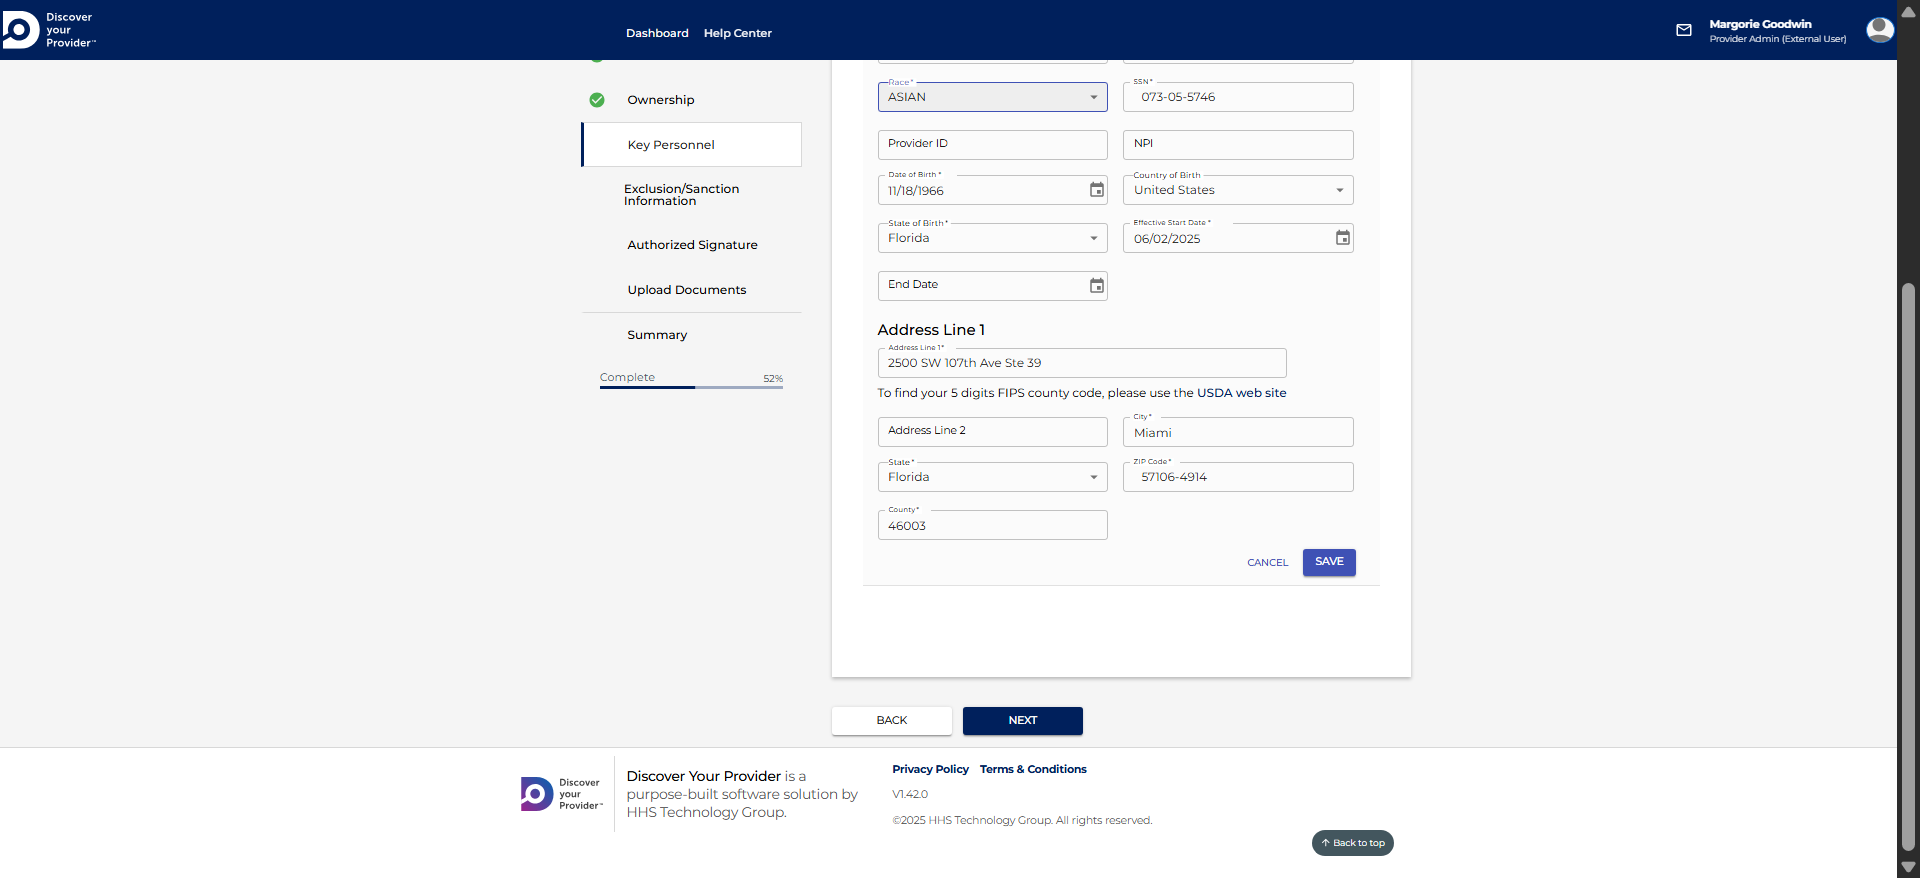 Discover
your
Provider™
Dashboard
Help Center
Margorie Goodwin
Provider Admin (External User)
Ownership
Key Personnel
Exclusion/Sanction
Information
Authorized Signature
Upload Documents
Summary
Complete
52%
Race*
ASIAN
SSN*
073-05-5746
Provider ID
NPI
Date of Birth *
11/18/1966
Country of Birth
United States
State of Birth *
Florida
Effective Start Date *
06/02/2025
End Date
Address Line 1
Address Line 1*
2500 SW 107th Ave Ste 39
To find your 5 digits FIPS county code, please use the USDA web site
Address Line 2
City*
Miami
State*
Florida
ZIP Code*
57106-4914
County*
46003
CANCEL
SAVE
BACK
NEXT
Discover
your
Provider™
Discover Your Provider is a
purpose-built software solution by
HHS Technology Group.
Privacy Policy
Terms & Conditions
V1.42.0
©2025 HHS Technology Group. All rights reserved.
Back to top